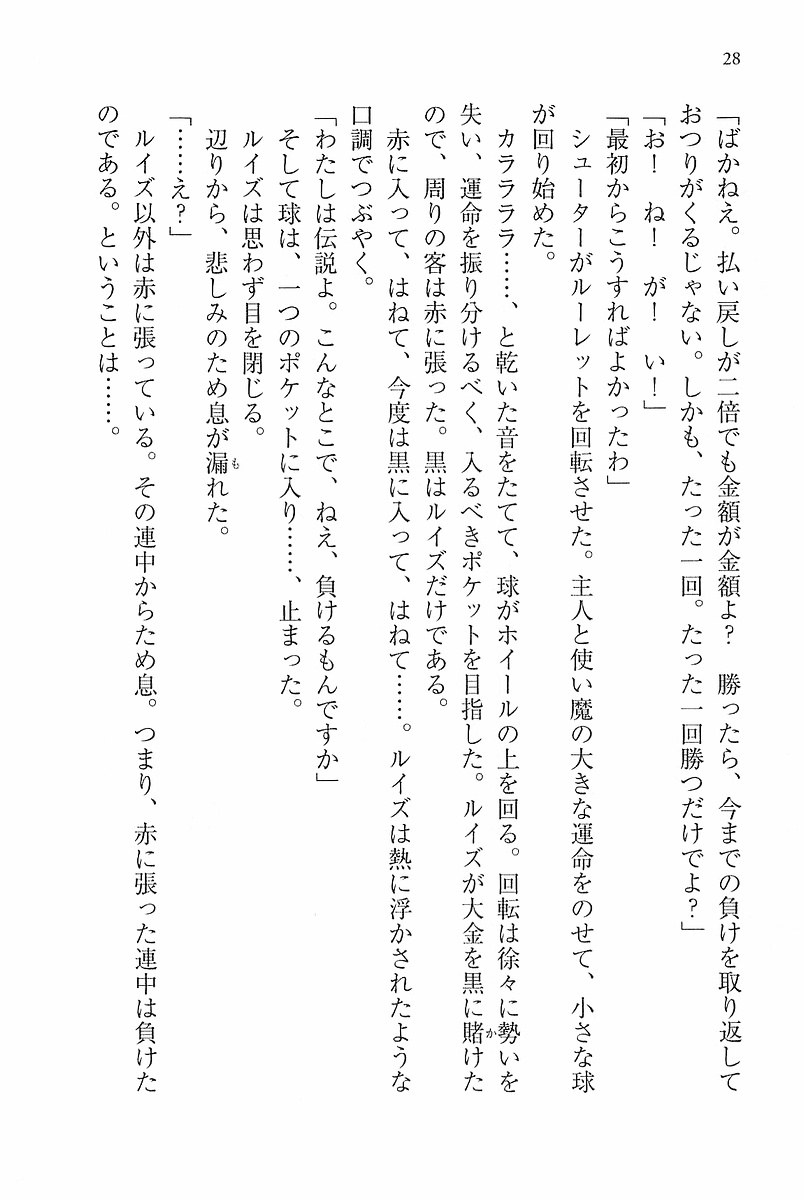 28
「ばかねえ。払い戻しが二倍でも金額が金額よ？　勝ったら、今までの負けを取り返して
おつりがくるじゃない。しかも、たった一回。たった一回勝つだけでよ？」
「お！　ね！　が！　い！」
「最初からこうすればよかったわ」
　シューターがルーレットを回転させた。主人と使い魔の大きな運命をのせて、小さな球
が回り始めた。
　カララララ……、と乾いた音をたてて、球がホイールの上を回る。回転は徐々に勢いを
失い、運命を振り分けるべく、入るべきポケットを目指した。ルイズが大金を黒に賭けた
ので、周りの客は赤に張った。黒はルイズだけである。
　赤に入って、はねて、今度は黒に入って、はねて……。ルイズは熱に浮かされたような
口調でつぶやく。
「わたしは伝説よ。こんなとこで、ねえ、負けるもんですか」
　そして球は、一つのポケットに入り……、止まった。
　ルイズは思わず目を閉じる。
　辺りから、悲しみのため息が漏れた。
「……え？」
　ルイズ以外は赤に張っている。その連中からため息。つまり、赤に張った連中は負けた
のである。ということは……。